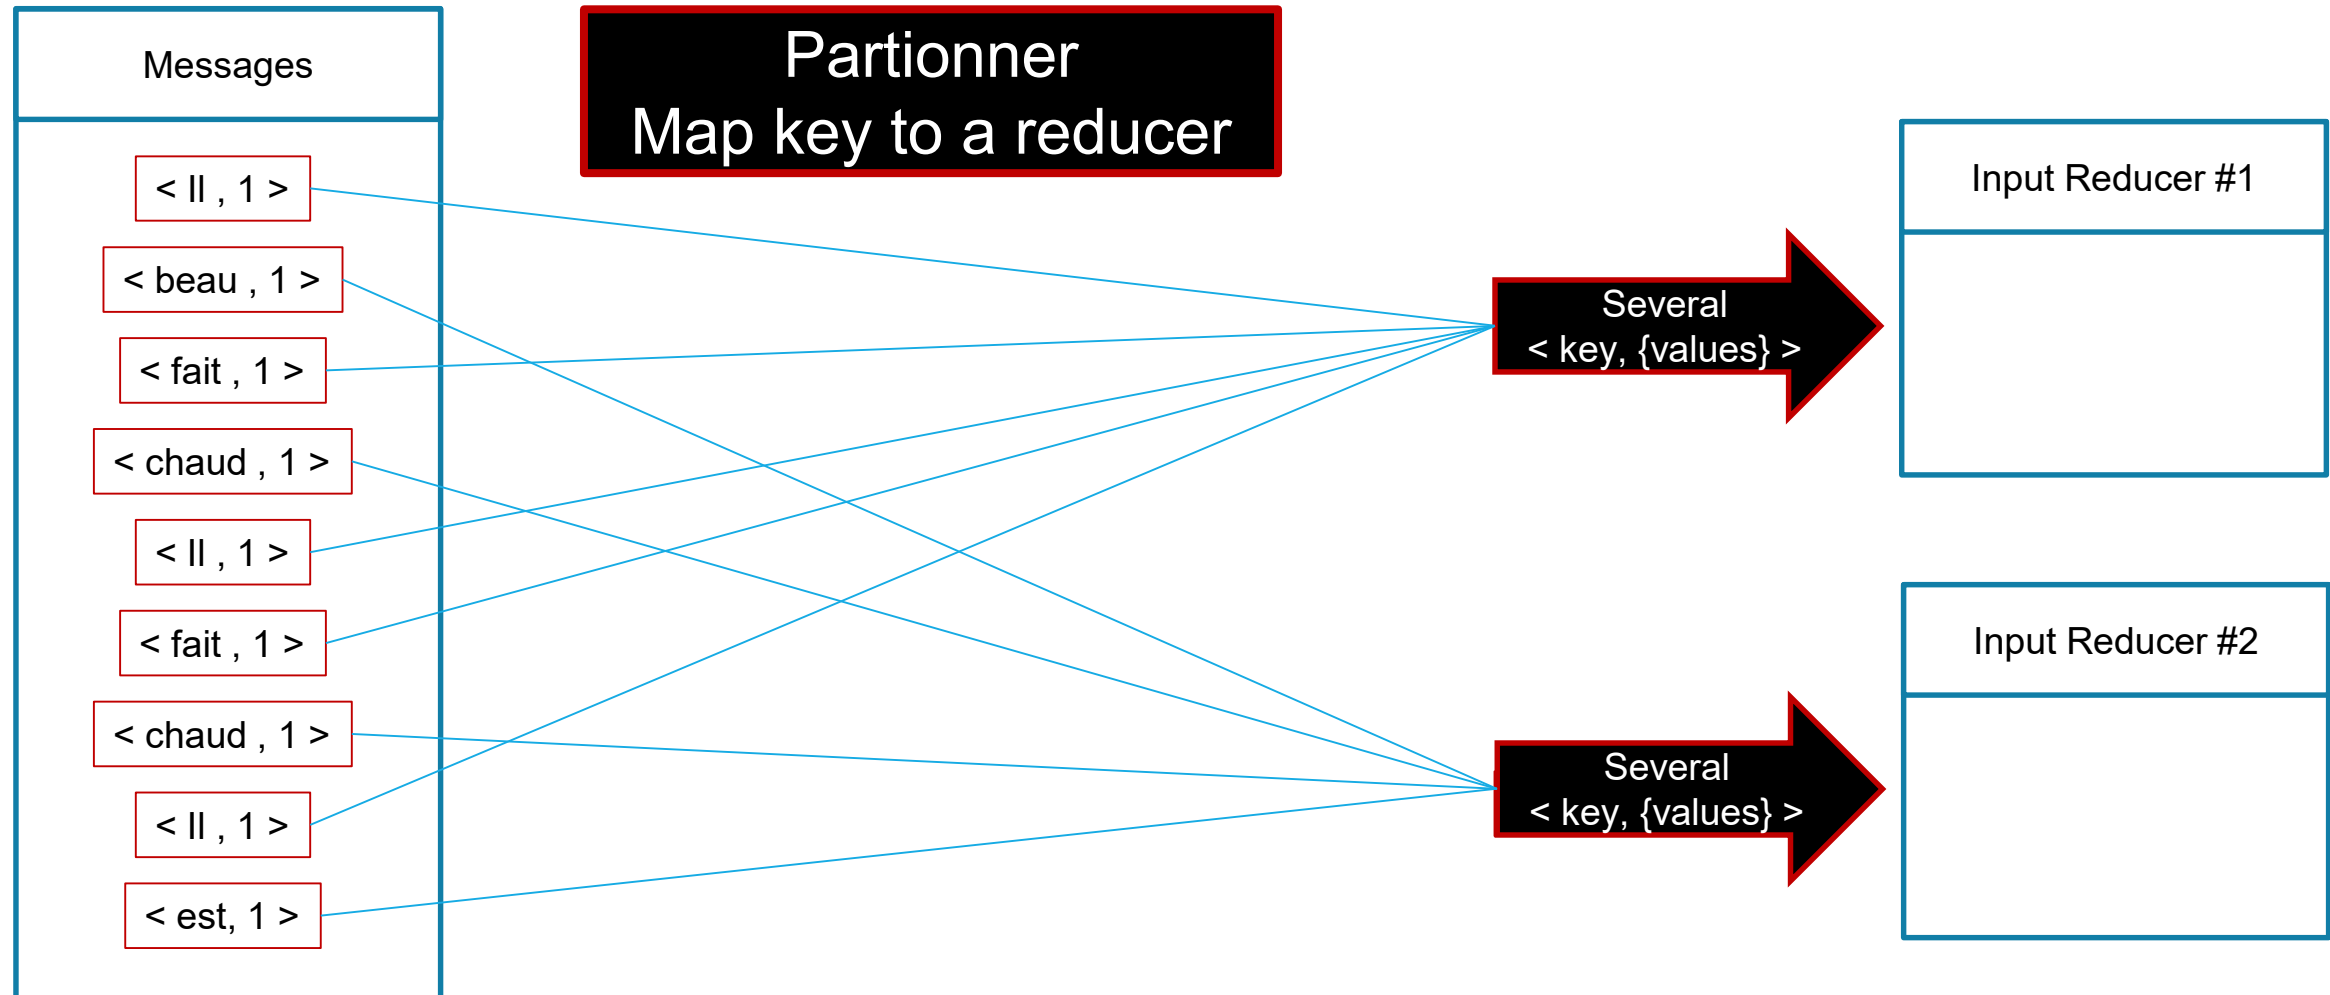 Messages
Partionner
Map key to a reducer
< Il , 1 >
< beau , 1 >
< fait , 1 >
< chaud , 1 >
< Il , 1 >
< fait , 1 >
< chaud , 1 >
< Il , 1 >
< est, 1 >
Several
< key, {values} >
Input Reducer #1
Several
< key, {values} >
Input Reducer #2